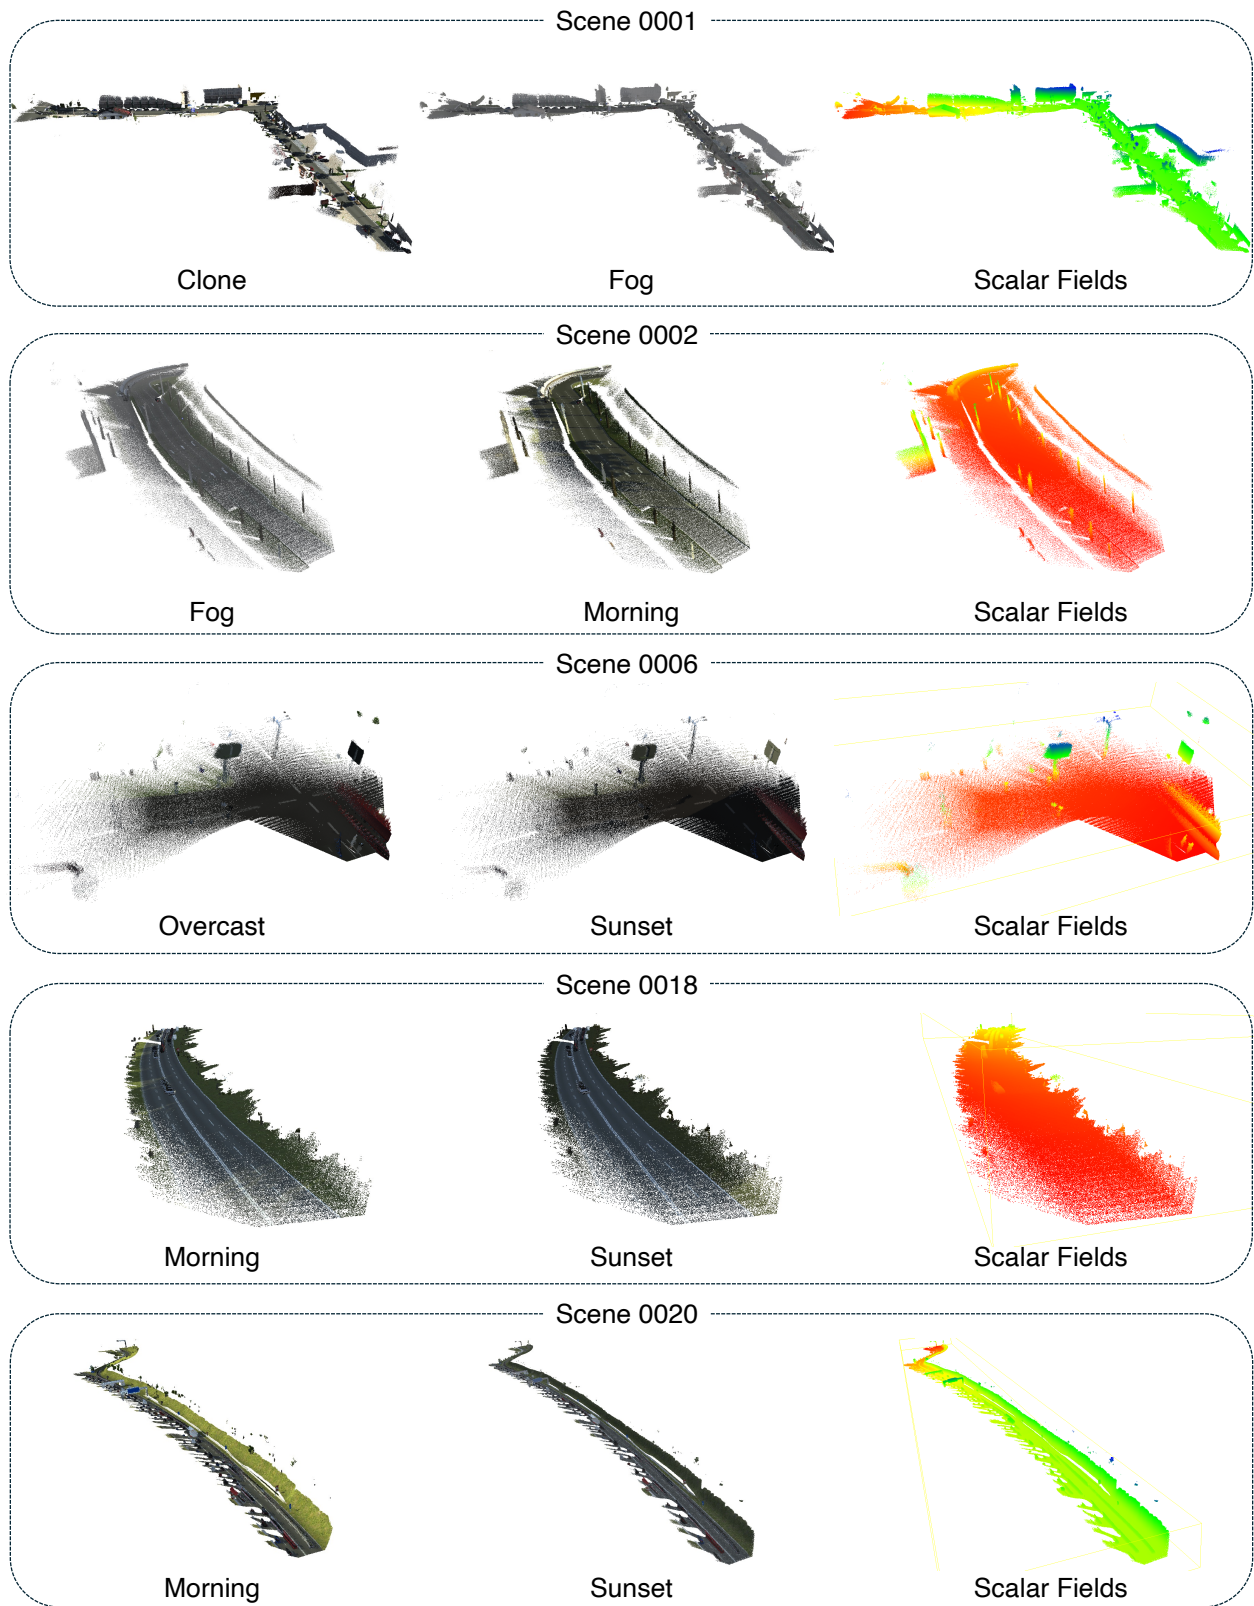 Scene 0001
Clone
Fog
Scalar Fields
Scene 0002
Fog
Morning
Scalar Fields
Scene 0006
Overcast
Sunset
Scalar Fields
Scene 0018
Morning
Sunset
Scalar Fields
Scene 0020
Morning
Sunset
Scalar Fields